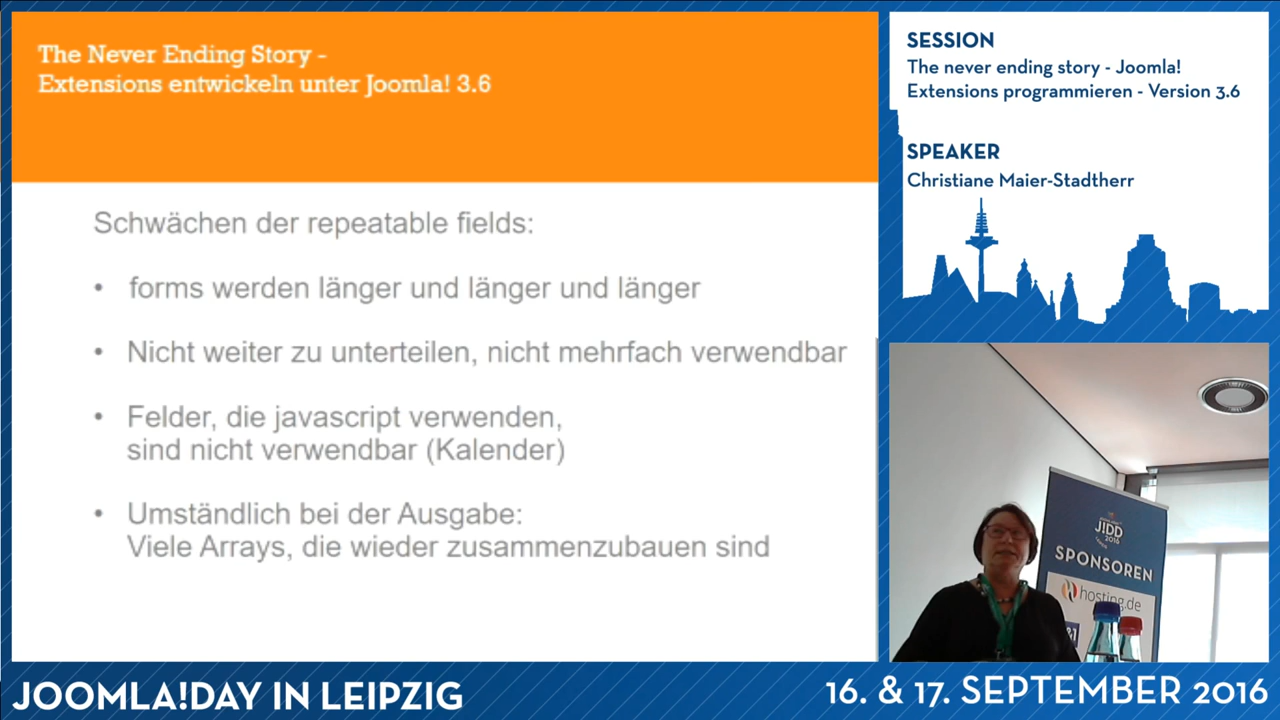 The Never Ending Story -
Extensions entwickeln unter Joomla! 3.6
Schwächen der repeatable fields:
• forms werden länger und länger und länger
• Nicht weiter zu unterteilen, nicht mehrfach verwendbar
• Felder, die javascript verwenden,
sind nicht verwendbar (Kalender)
• Umständlich bei der Ausgabe:
Viele Arrays, die wieder zusammenzubauen sind
SESSION
The never ending story - Joomla!
Extensions programmieren - Version 3.6
SPEAKER
Christiane Maier-Stadtherr
J!DD
2016
SPONSOREN
hosting.de
JOOMLA!DAY IN LEIPZIG
16. & 17. SEPTEMBER 2016